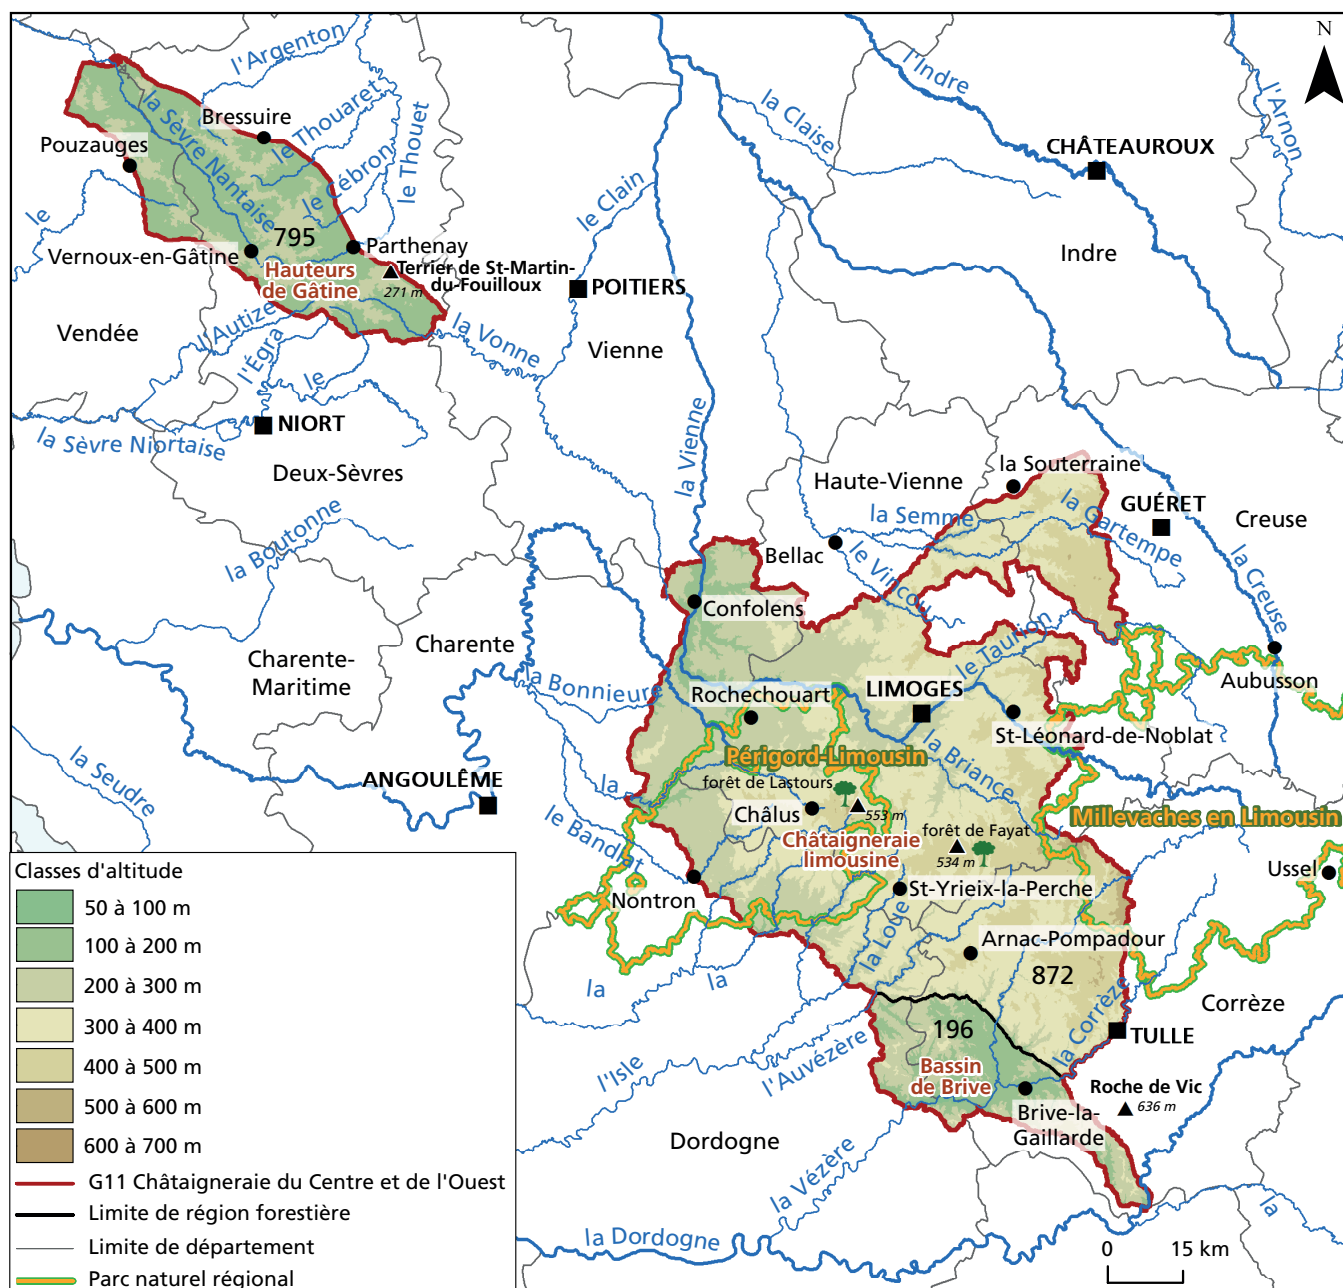 N
l'Argenton
l'Indre
la Claise
l'Arnon
Bressuire
la Sèvre Nantaise
le Thouaret
le Thouet
Pouzauges
le Cébron
CHÂTEAUROUX
le Clain
le
795
Parthenay
Vernoux-en-Gâtine
Hauteurs
de Gâtine
Terrier de St-Martin-
du-Fouilloux
271 m
POITIERS
Indre
Vendée
l'Autize
la Vonne
Vienne
l'Égra
le
NIORT
la Sèvre Niortaise
Deux-Sèvres
la Vienne
la Souterraine
Haute-Vienne
la Semme
la Gartempe
GUÉRET
Creuse
la Boutonne
Bellac
le Vincou
la Creuse
Confolens
Charente
le Taurion
Charente-
Maritime
la Bonnieure
Rochechouart
LIMOGES
Aubusson
St-Léonard-de-Noblat
la Seudre
ANGOULÊME
Périgord-Limousin
la Briance
la
forêt de Lastours
553 m
Châlus
le Bandiat
Millevaches en Limousin
forêt de Fayat
534 m
Châtaigneraie
limousine
Ussel
Nontron
St-Yrieix-la-Perche
la Loue
Arnac-Pompadour
872
la
la
la Corrèze
Corrèze
196
TULLE
l'Isle
l'Auvézère
Bassin
de Brive
Roche de Vic
636 m
Brive-la-
Gaillarde
Dordogne
la Vézère
la Dordogne
la
0 15 km
Classes d'altitude
50 à 100 m
100 à 200 m
200 à 300 m
300 à 400 m
400 à 500 m
500 à 600 m
600 à 700 m
G11 Châtaigneraie du Centre et de l'Ouest
Limite de région forestière
Limite de département
Parc naturel régional